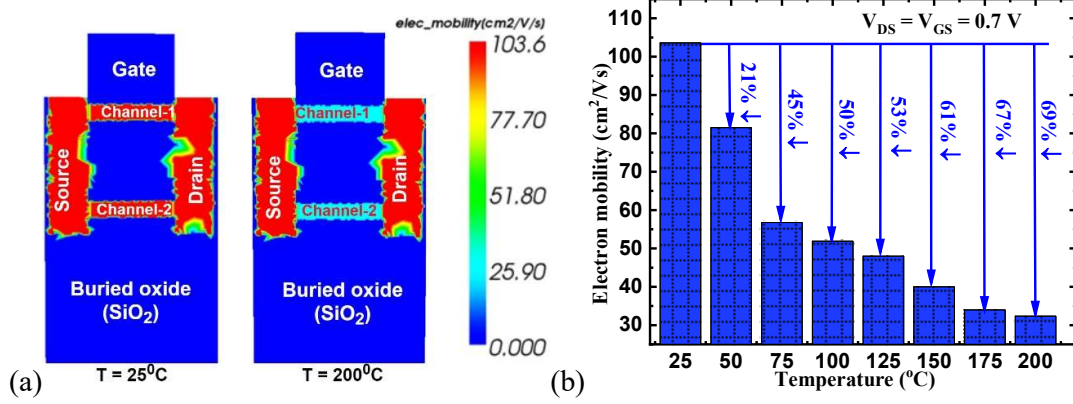 elec_mobility(cm2/V/s)
103.6
77.70
51.80
25.90
0.000
Gate
Channel-1
Source
Drain
Channel-2
Buried oxide
(SiO2)
T = 25⁰C
Gate
Channel-1
Source
Drain
Channel-2
Buried oxide
(SiO2)
T = 200⁰C
(a)
V_DS = V_GS = 0.7 V
Electron mobility (cm²/Vs)
110
100
90
80
70
60
50
40
30
21% ↓
45% ↓
50% ↓
53% ↓
61% ↓
67% ↓
69% ↓
25 50 75 100 125 150 175 200
Temperature (°C)
(b)